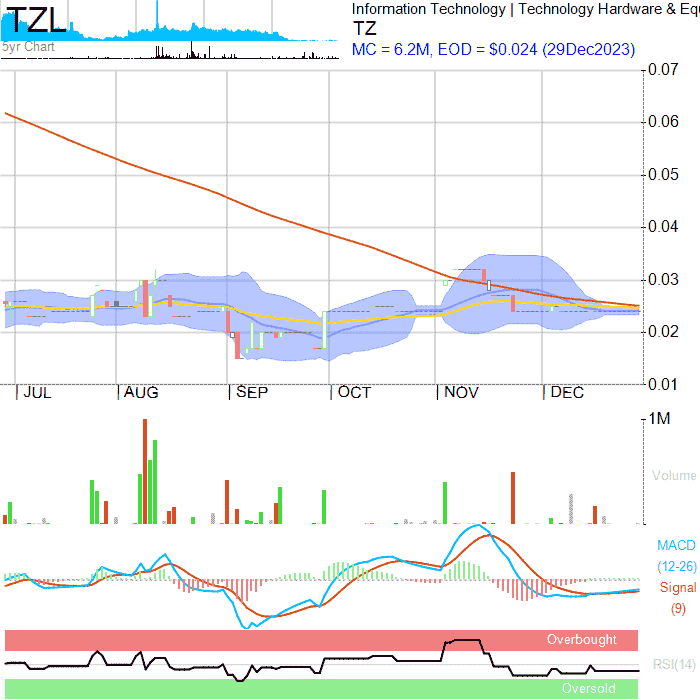 TZL
5yr Chart
Information Technology | Technology Hardware & Equ
TZ
MC = 6.2M, EOD = $0.024 (29Dec2023)
0.07
0.06
0.05
0.04
0.03
0.02
0.01
JUL AUG SEP OCT NOV DEC
1M
Volume
MACD
(12-26)
Signal
(9)
Overbought
RSI(14)
Oversold